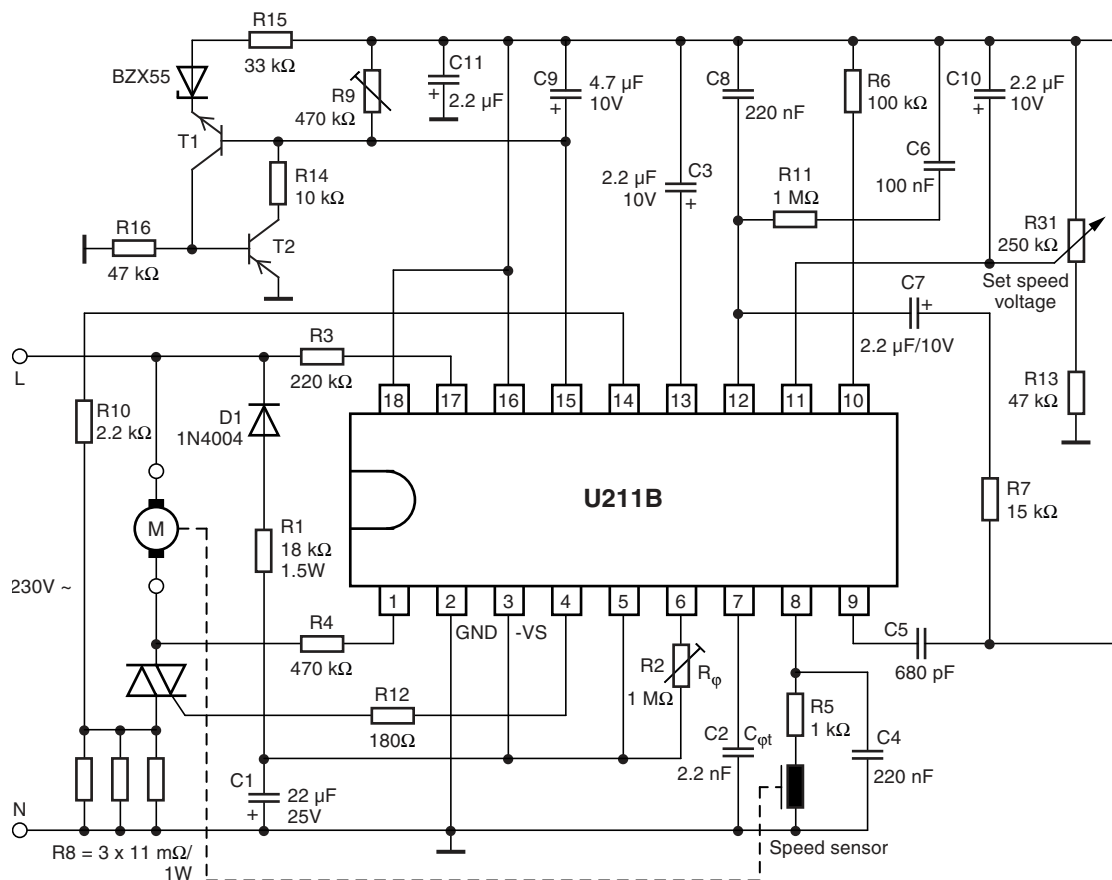 R15
33 kΩ
BZX55
T1
R9
470 kΩ
C11
2.2 µF
+
C9
4.7 µF
10V
+
C8
220 nF
R6
100 kΩ
C10
2.2 µF
10V
+
R14
10 kΩ
T2
R16
47 kΩ
2.2 µF
10V
C3
+
R11
1 MΩ
C6
100 nF
R31
250 kΩ
Set speed
voltage
C7
+
2.2 µF/10V
L
R3
220 kΩ
R10
2.2 kΩ
D1
1N4004
18 17 16 15 14 13 12 11 10
R13
47 kΩ
U211B
M
R1
18 kΩ
1.5W
R7
15 kΩ
230V ~
1 2 3 4 5 6 7 8 9
GND
-VS
R4
470 kΩ
C5
680 pF
R2
1 MΩ
Rφ
R12
180Ω
R5
1 kΩ
C2
2.2 nF
Cφt
C4
220 nF
C1
22 µF
25V
+
N
R8 = 3 x 11 mΩ/
1W
Speed sensor